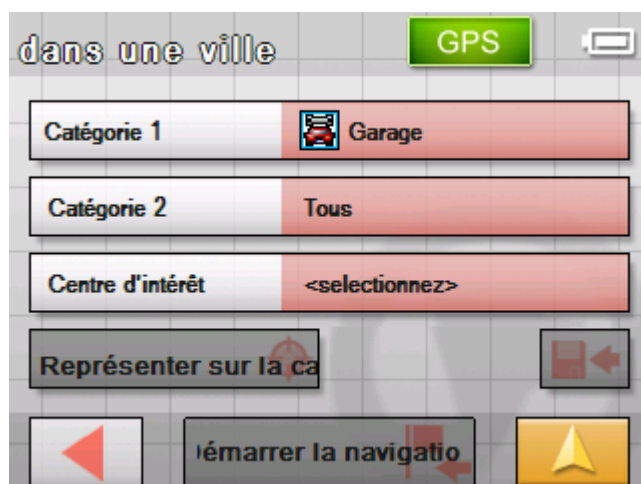 dans une ville
GPS
Catégorie 1
Garage
Catégorie 2
Tous
Centre d'intérêt
<selectionnez>
Représenter sur la ca
émarrer la navigatio